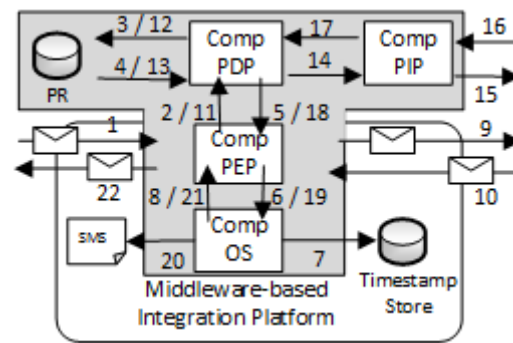 3 / 12
17
16
Comp
PDP
Comp
PIP
4 / 13
14
15
PR
2 / 11
5 / 18
1
9
Comp
PEP
22
10
8 / 21
6 / 19
SMS
Comp
OS
20
7
Timestamp
Store
Middleware-based
Integration Platform